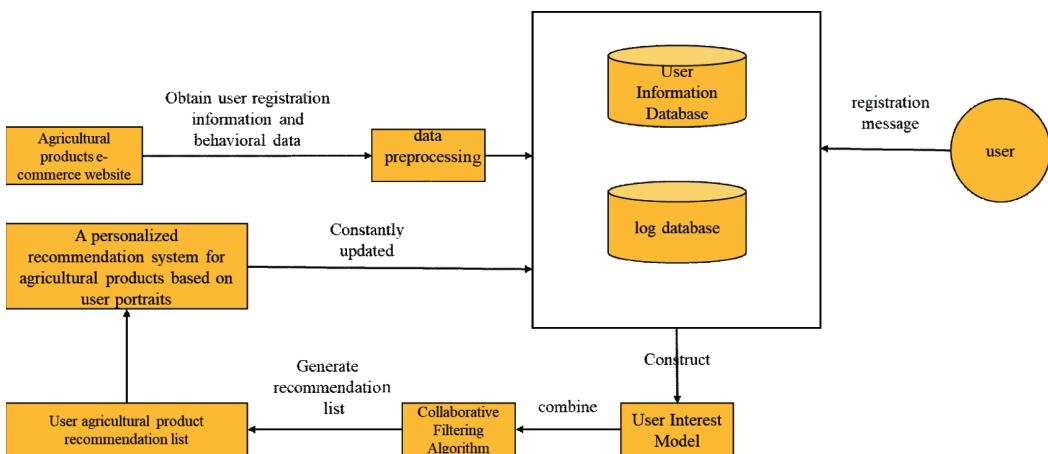 User
Information
Database
Obtain user registration
information and
behavioral data
registration
message
Agricultural
products e-
commerce website
data
preprocessing
user
log database
A personalized
recommendation system for
agricultural products based on
user portraits
Constantly
updated
Construct
Generate
recommendation
list
combine
User agricultural product
recommendation list
Collaborative
Filtering
Algorithm
User Interest
Model